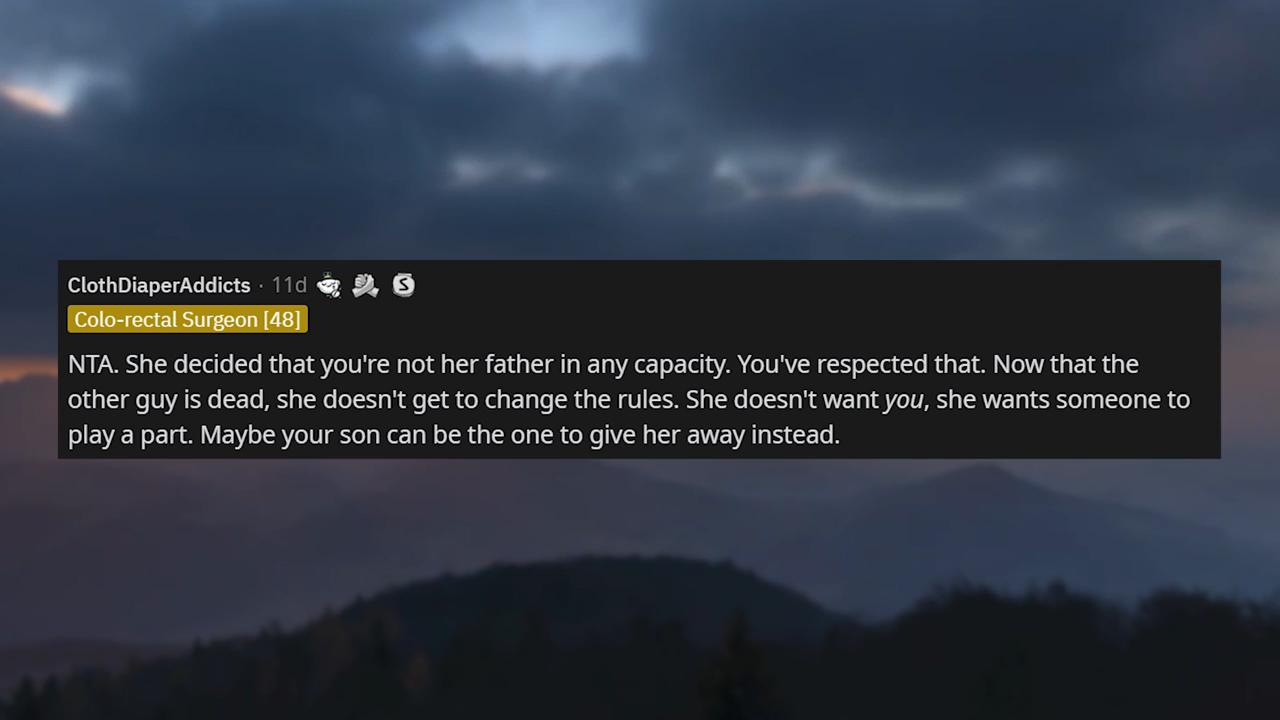 ClothDiaperAddicts · 11d
Colo-rectal Surgeon [48]
NTA. She decided that you're not her father in any capacity. You've respected that. Now that the
other guy is dead, she doesn't get to change the rules. She doesn't want you, she wants someone to
play a part. Maybe your son can be the one to give her away instead.